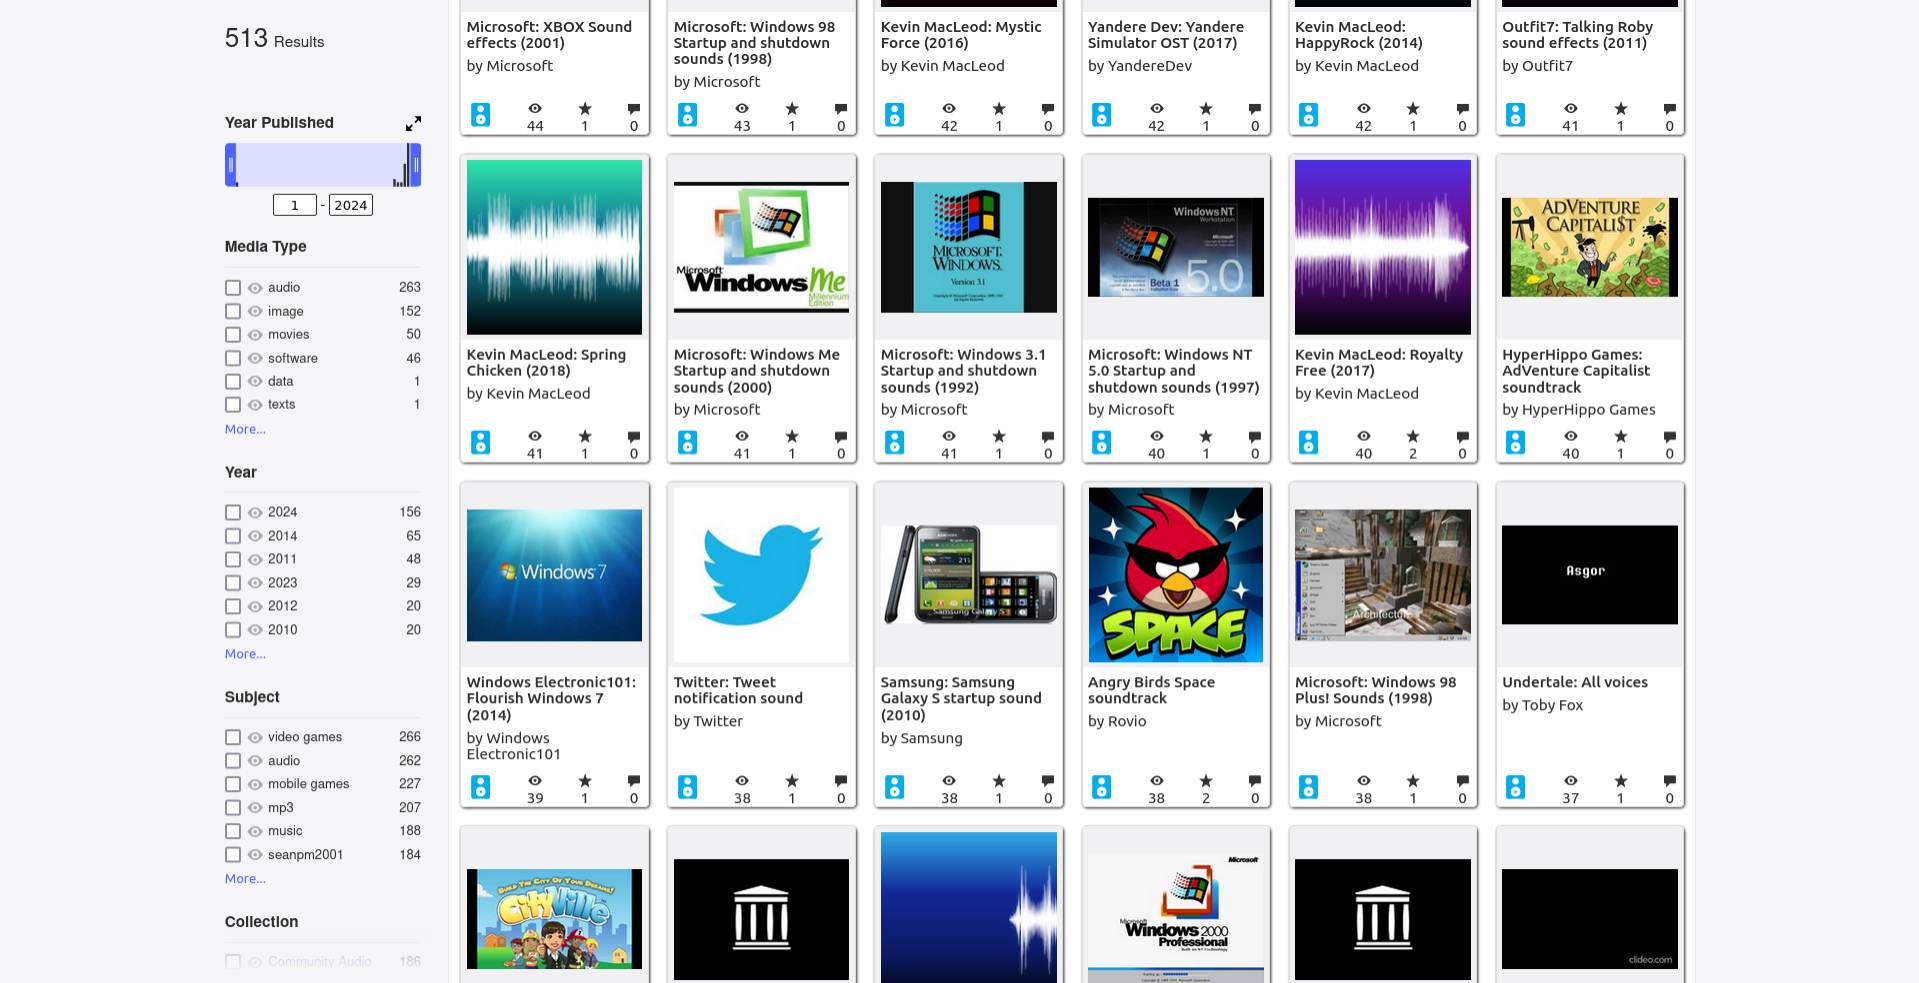 513 Results
Year Published
1 - 2024
Media Type
audio 263
image 152
movies 50
software 46
data 1
texts 1
More...
Year
2024 156
2014 65
2011 48
2023 29
2012 20
2010 20
More...
Subject
video games 266
audio 262
mobile games 227
mp3 207
music 188
seanpm2001 184
More...
Collection
Community Audio 186
Microsoft: XBOX Sound
effects (2001)
by Microsoft
44 1 0
Microsoft: Windows 98
Startup and shutdown
sounds (1998)
by Microsoft
43 1 0
Kevin MacLeod: Mystic
Force (2016)
by Kevin MacLeod
42 1 0
Yandere Dev: Yandere
Simulator OST (2017)
by YandereDev
42 1 0
Kevin MacLeod:
HappyRock (2014)
by Kevin MacLeod
42 1 0
Outfit7: Talking Roby
sound effects (2011)
by Outfit7
41 1 0
Kevin MacLeod: Spring
Chicken (2018)
by Kevin MacLeod
41 1 0
Microsoft
Windows Me
Millennium
Edition
Microsoft: Windows Me
Startup and shutdown
sounds (2000)
by Microsoft
41 1 0
MICROSOFT.
WINDOWS.
Version 3.1
Microsoft: Windows 3.1
Startup and shutdown
sounds (1992)
by Microsoft
41 1 0
Windows NT
Workstation
Microsoft
5.0
Beta 1
Microsoft: Windows NT
5.0 Startup and
shutdown sounds (1997)
by Microsoft
40 1 0
Kevin MacLeod: Royalty
Free (2017)
by Kevin MacLeod
40 2 0
ADVENTURE
CAPITALI$T
HyperHippo Games:
AdVenture Capitalist
soundtrack
by HyperHippo Games
40 1 0
Windows 7
Windows Electronic101:
Flourish Windows 7
(2014)
by Windows
Electronic101
39 1 0
Twitter: Tweet
notification sound
by Twitter
38 1 0
Samsung Galaxy S
Samsung: Samsung
Galaxy S startup sound
(2010)
by Samsung
38 1 0
SPACE
Angry Birds Space
soundtrack
by Rovio
38 2 0
Architecture
Microsoft: Windows 98
Plus! Sounds (1998)
by Microsoft
38 1 0
Asgor
Undertale: All voices
by Toby Fox
37 1 0
BUILD THE CITY OF YOUR DREAMS!
CityVille
Microsoft
Microsoft
Windows 2000
Professional
Built on NT Technology
clideo.com